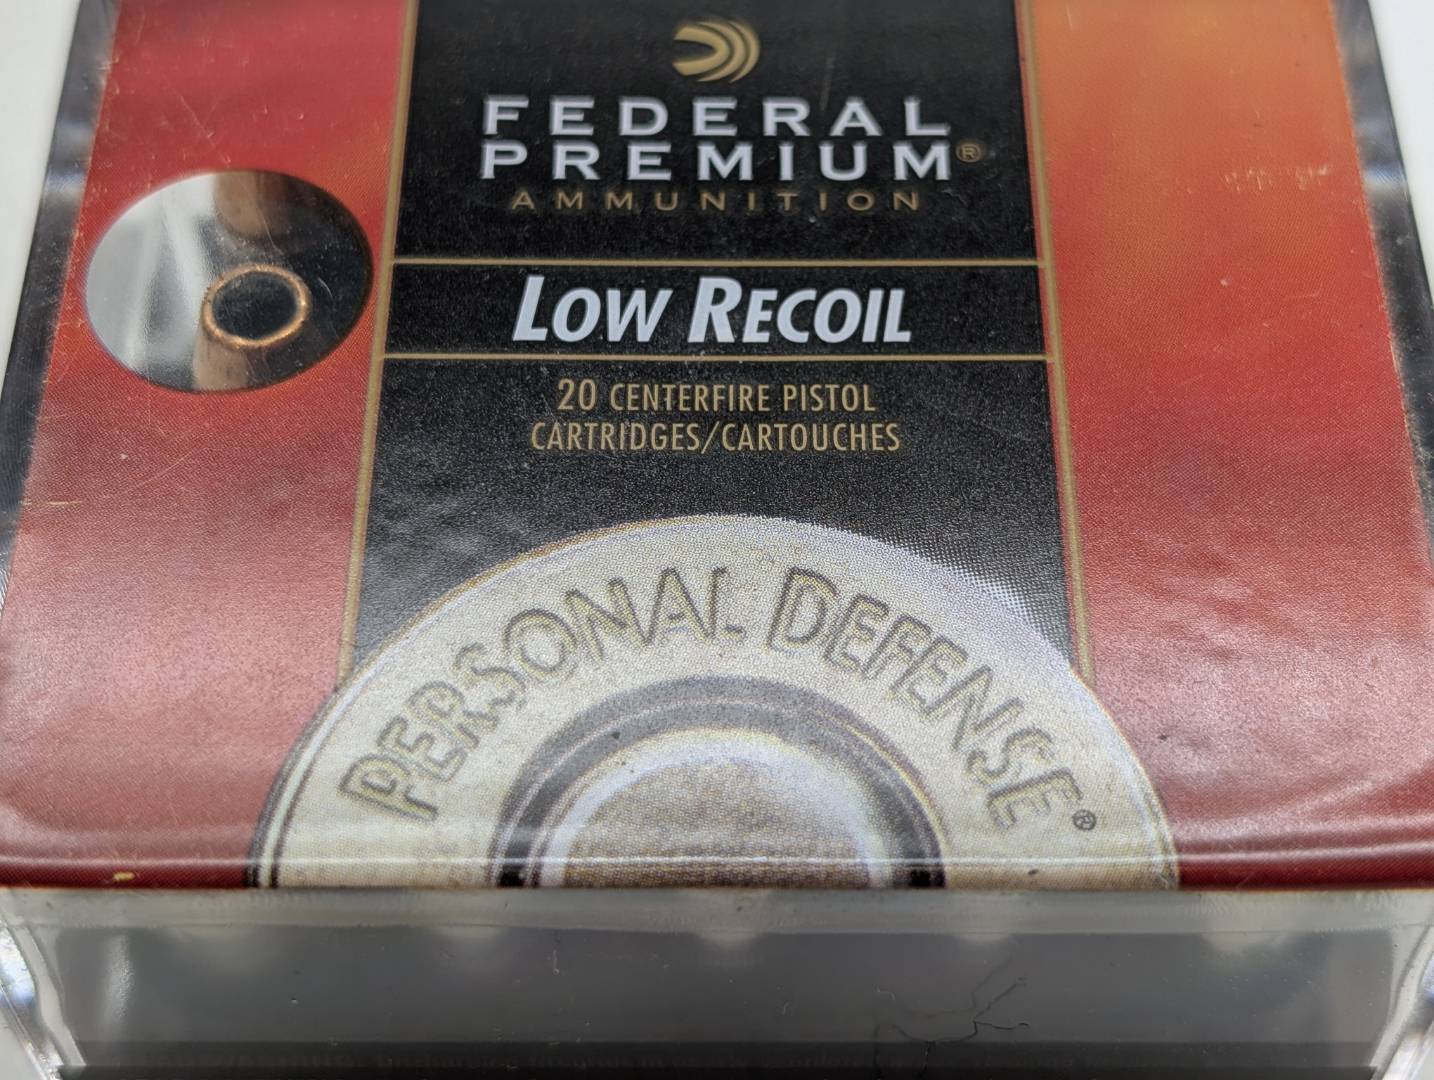 FEDERAL
PREMIUM®
AMMUNITION
LOW RECOIL
20 CENTERFIRE PISTOL
CARTRIDGES/CARTOUCHES
PERSONAL DEFENSE®